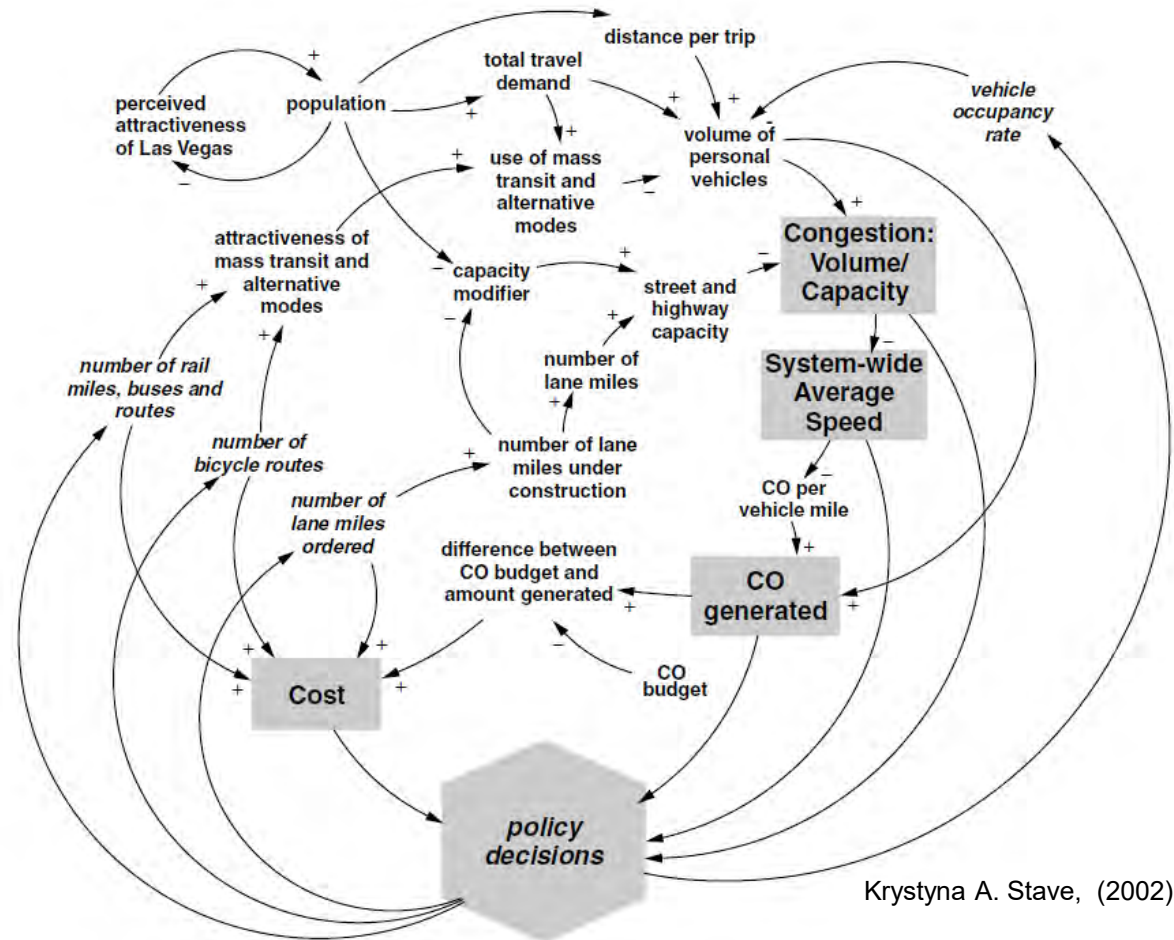 distance per trip
total travel
demand
vehicle
occupancy
rate
perceived
attractiveness
of Las Vegas
population
+
+
+
+
+
–
+
+
–
volume of
personal
vehicles
use of mass
transit and
alternative
modes
–
+
attractiveness of
mass transit and
alternative
modes
+
+
–
capacity
modifier
–
+
street and
highway
capacity
+
–
Congestion:
Volume/
Capacity
–
System-wide
Average
Speed
number of rail
miles, buses and
routes
number of
lane miles
+
number of
bicycle routes
+
number of lane
miles under
construction
–
CO per
vehicle mile
+
number of
lane miles
ordered
difference between
CO budget and
amount generated
+
–
CO
generated
+
CO
budget
+
+
+
+
Cost
policy
decisions
Krystyna A. Stave, (2002)